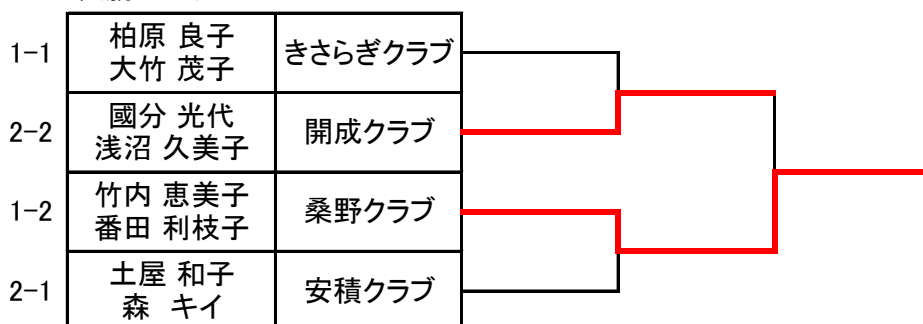 1-1
柏原 良子
大竹 茂子
きさらぎクラブ
2-2
國分 光代
浅沼 久美子
開成クラブ
1-2
竹内 恵美子
番田 利枝子
桑野クラブ
2-1
土屋 和子
森 キイ
安積クラブ